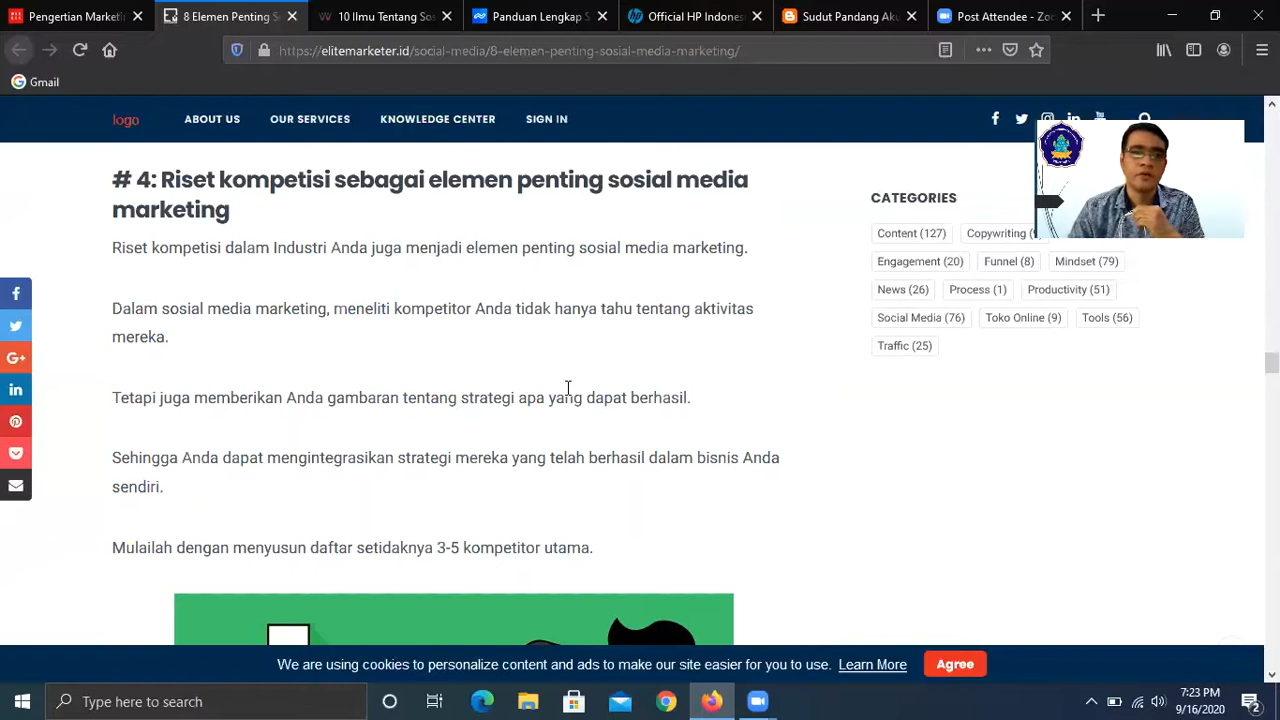 Pengertian Marketi
8 Elemen Penting S
10 Ilmu Tentang Sos
Panduan Lengkap S
Official HP Indones
Sudut Pandang Aku
Post Attendee - Zoo
https://elitemarketer.id/social-media/8-elemen-penting-sosial-media-marketing/
Gmail
logo
ABOUT US
OUR SERVICES
KNOWLEDGE CENTER
SIGN IN
# 4: Riset kompetisi sebagai elemen penting sosial media
marketing
Riset kompetisi dalam Industri Anda juga menjadi elemen penting sosial media marketing.
Dalam sosial media marketing, meneliti kompetitor Anda tidak hanya tahu tentang aktivitas
mereka.
Tetapi juga memberikan Anda gambaran tentang strategi apa yang dapat berhasil.
Sehingga Anda dapat mengintegrasikan strategi mereka yang telah berhasil dalam bisnis Anda
sendiri.
Mulailah dengan menyusun daftar setidaknya 3-5 kompetitor utama.
CATEGORIES
Content (127)
Copywriting
Engagement (20)
Funnel (8)
Mindset (79)
News (26)
Process (1)
Productivity (51)
Social Media (76)
Toko Online (9)
Tools (56)
Traffic (25)
We are using cookies to personalize content and ads to make our site easier for you to use.
Learn More
Agree
Type here to search
7:23 PM
9/16/2020
2